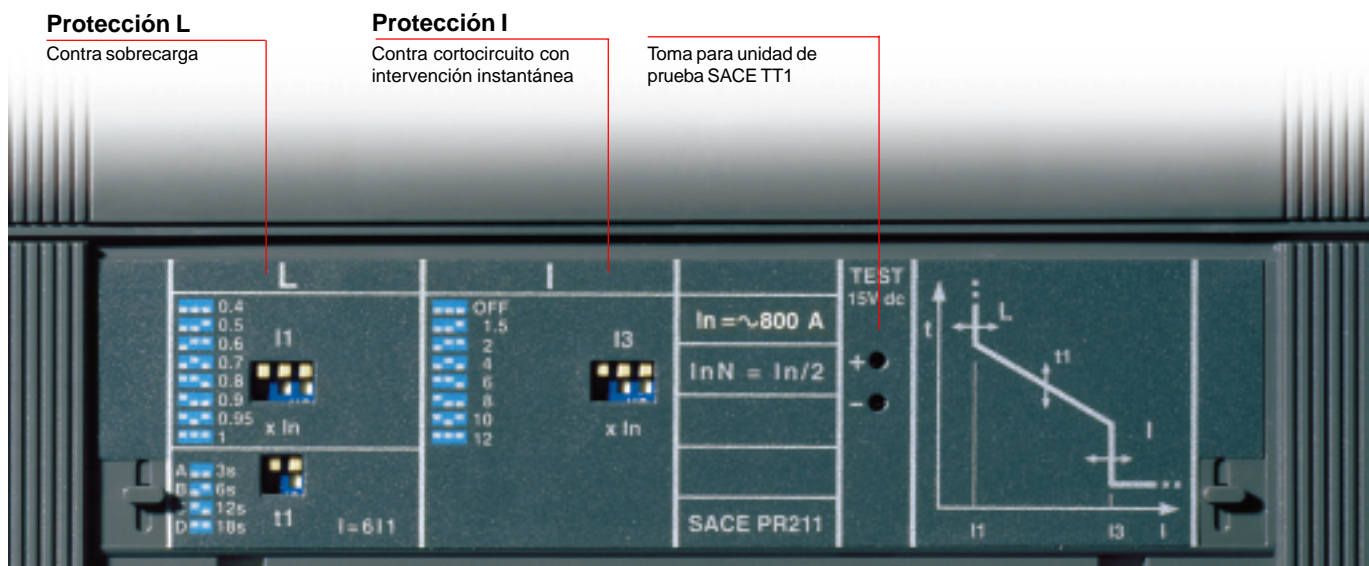 Protección L
Contra sobrecarga
Protección I
Contra cortocircuito con
intervención instantánea
Toma para unidad de
prueba SACE TT1
L
0.4
0.5
0.6
0.7
0.8
0.9
0.95
1
I1
x In
A 3s
B 6s
C 12s
D 18s
t1
I=6I1
I
OFF
1.5
2
4
6
8
10
12
I3
x In
In=~800 A
InN = In/2
SACE PR211
TEST
15V dc
+
-
t
L
t1
I
I1
I3
I